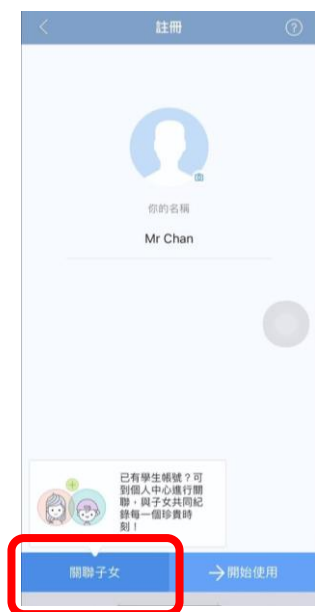 註冊
你的名稱
Mr Chan
已有學生帳號？可
到個人中心進行關
聯，與子女共同紀
錄每一個珍貴時
刻！
關聯子女
→開始使用